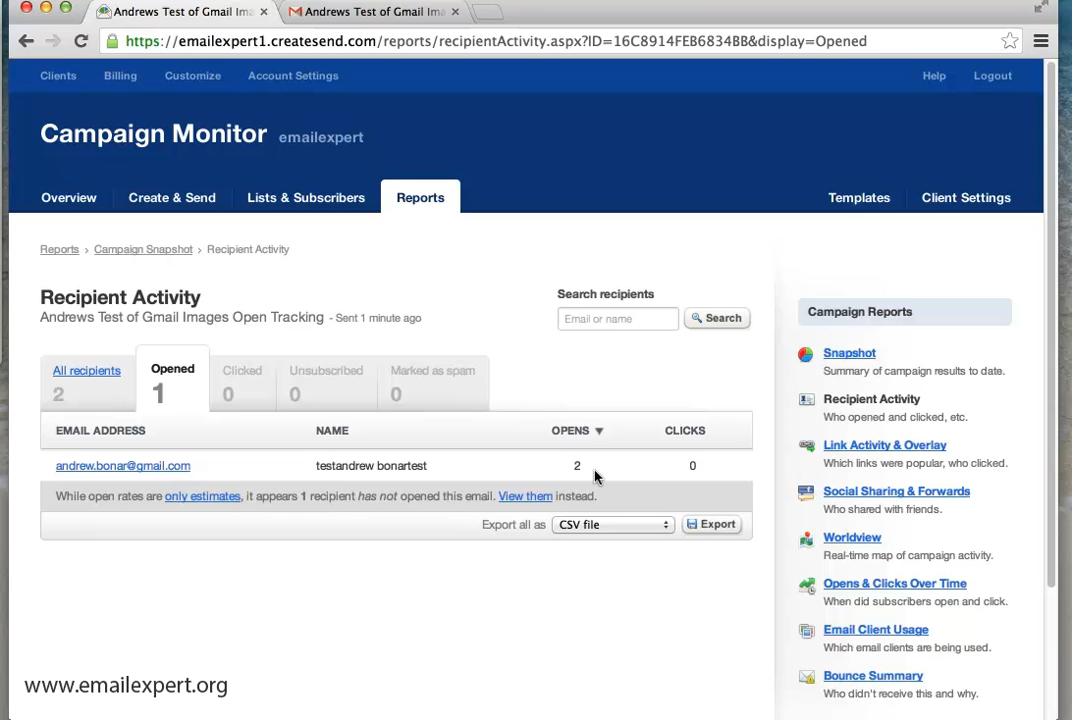 Andrews Test of Gmail Ima
Andrews Test of Gmail Ima
https://emailexpert1.createsend.com/reports/recipientActivity.aspx?ID=16C8914FEB6834BB&display=Opened
Clients Billing Customize Account Settings Help Logout
Campaign Monitor emailexpert
Overview Create & Send Lists & Subscribers Reports Templates Client Settings
Reports › Campaign Snapshot › Recipient Activity
Recipient Activity
Andrews Test of Gmail Images Open Tracking - Sent 1 minute ago
Search recipients
Email or name Search
All recipients Opened Clicked Unsubscribed Marked as spam
2 1 0 0 0
EMAIL ADDRESS NAME OPENS ▼ CLICKS
andrew.bonar@gmail.com testandrew bonartest 2 0
While open rates are only estimates, it appears 1 recipient has not opened this email. View them instead.
Export all as CSV file Export
Campaign Reports
Snapshot
Summary of campaign results to date.
Recipient Activity
Who opened and clicked, etc.
Link Activity & Overlay
Which links were popular, who clicked.
Social Sharing & Forwards
Who shared with friends.
Worldview
Real-time map of campaign activity.
Opens & Clicks Over Time
When did subscribers open and click.
Email Client Usage
Which email clients are being used.
Bounce Summary
Who didn't receive this and why.
www.emailexpert.org